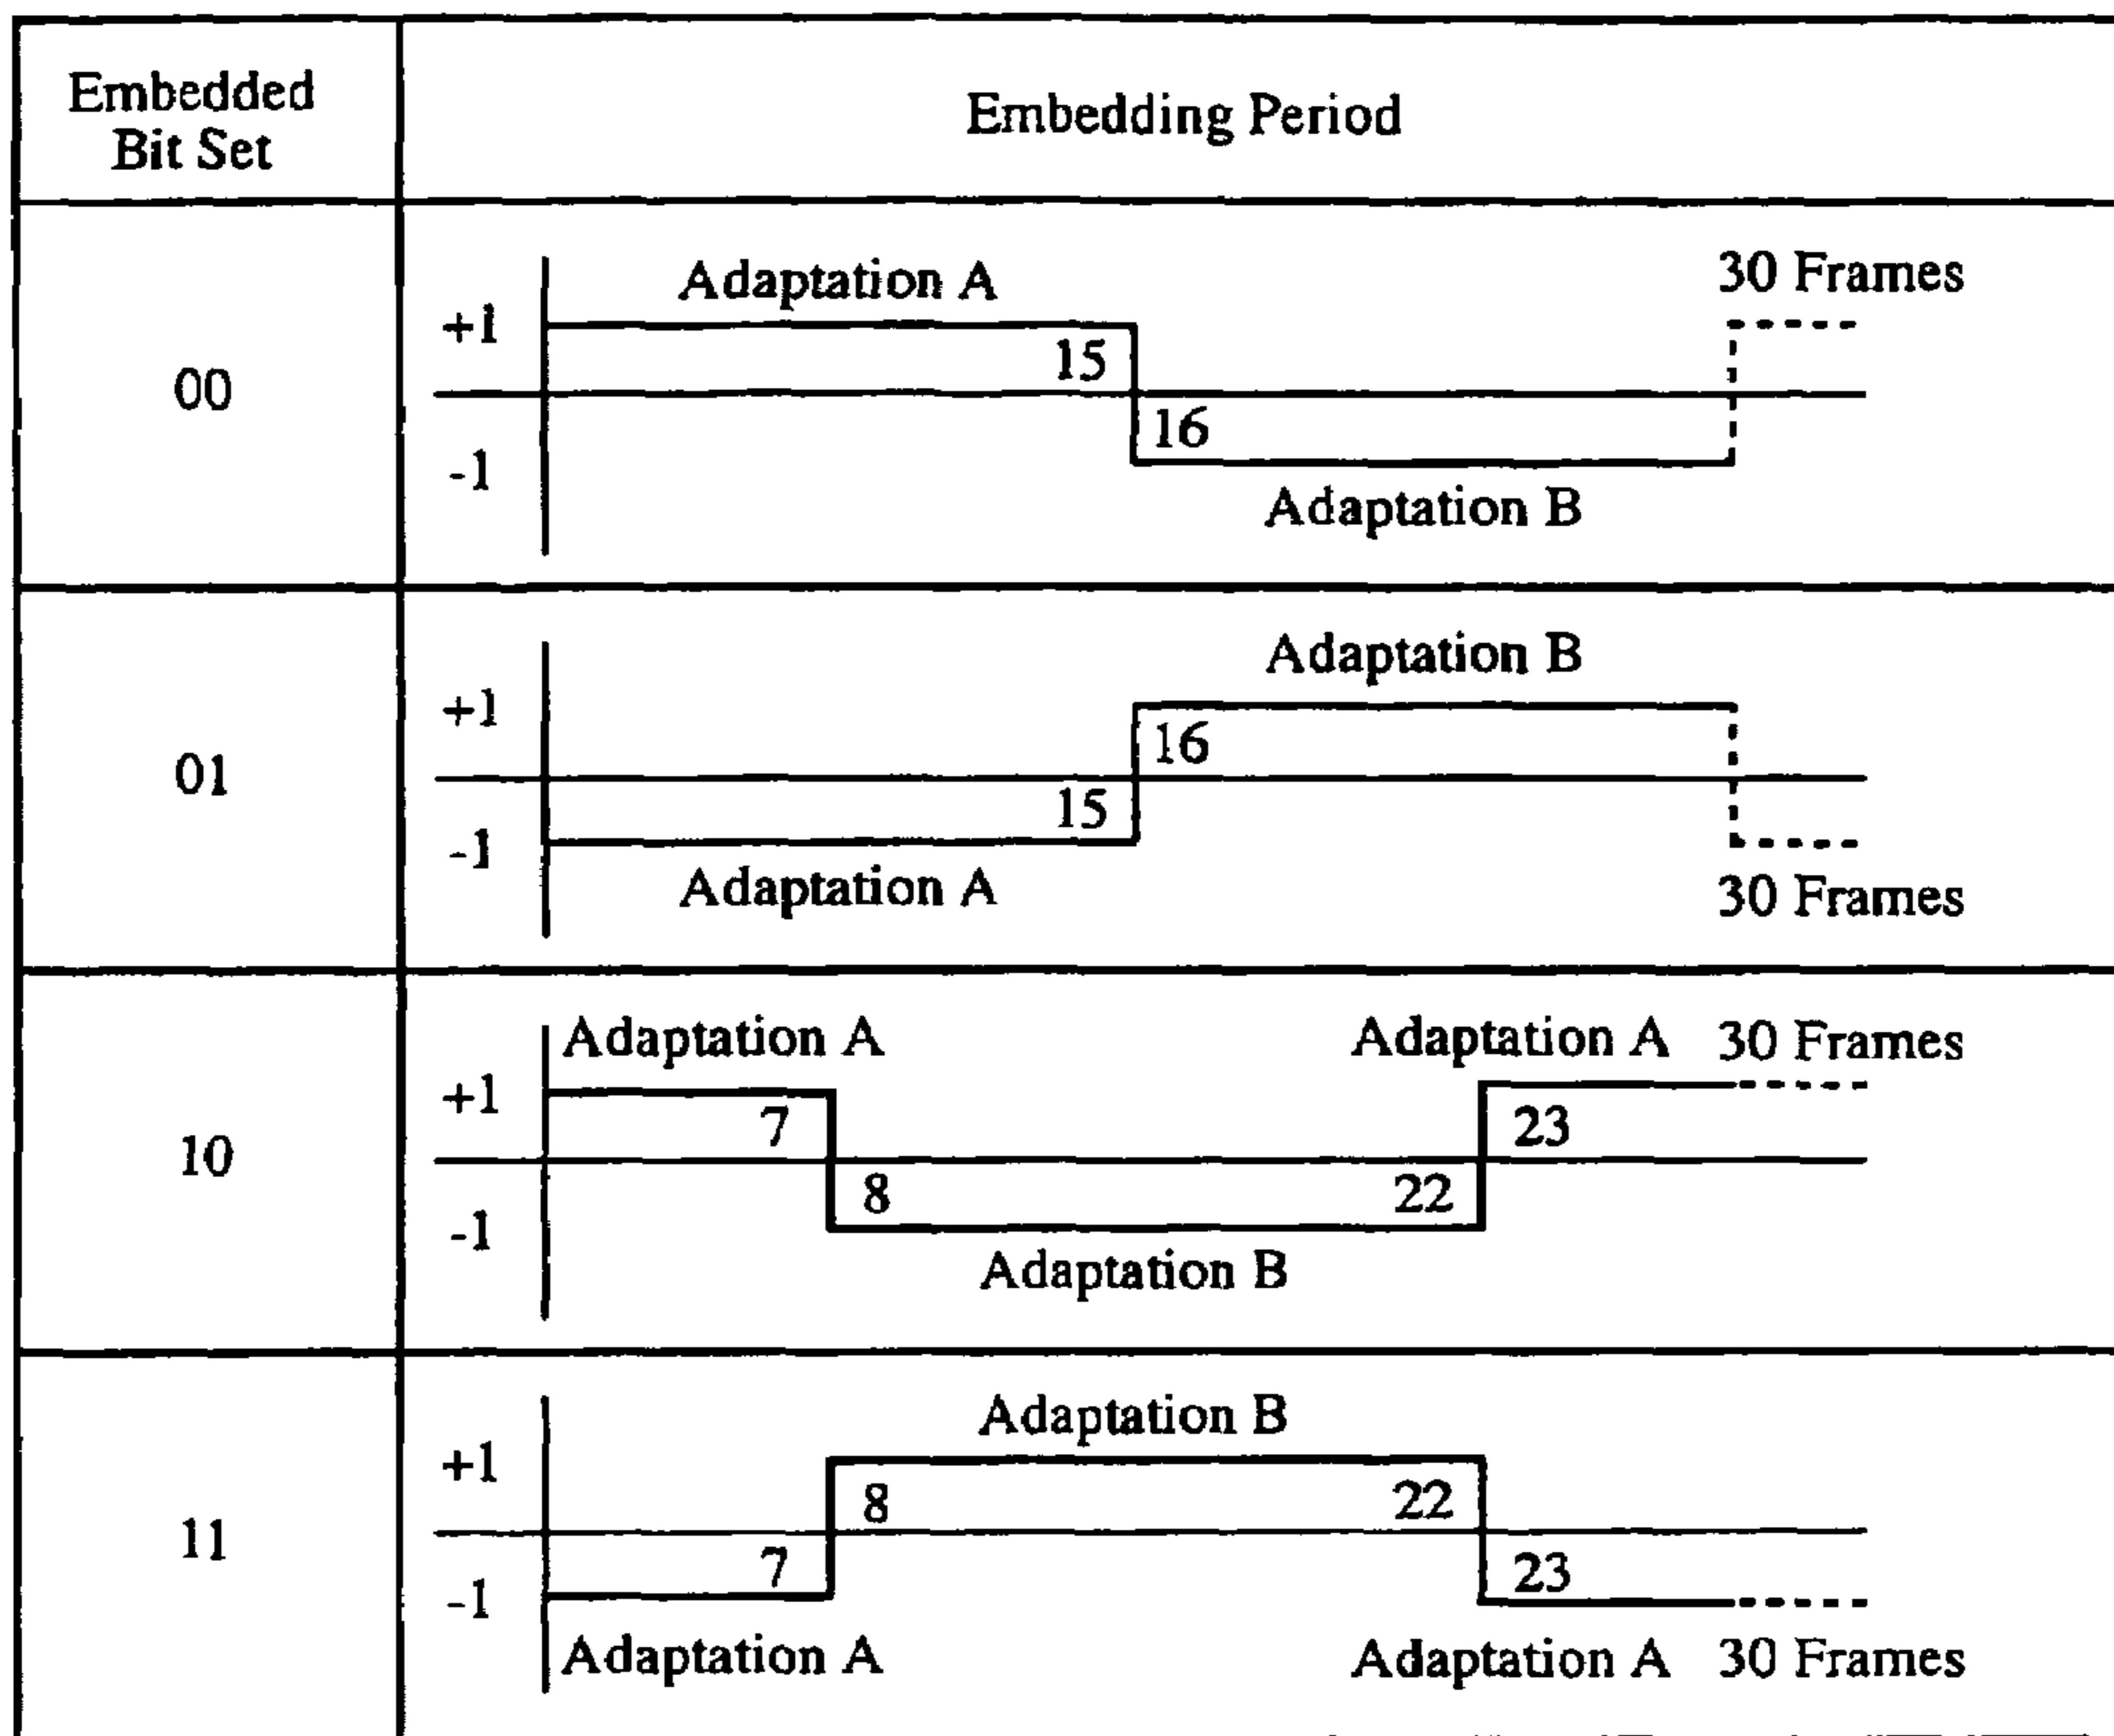 Embedded
Bit Set
Embedding Period
00
Adaptation A
30 Frames
+1
15
16
-1
Adaptation B
01
Adaptation B
+1
16
15
-1
Adaptation A
30 Frames
10
Adaptation A
Adaptation A
30 Frames
+1
7
23
8
22
-1
Adaptation B
11
Adaptation B
+1
8
22
7
23
-1
Adaptation A
Adaptation A
30 Frames